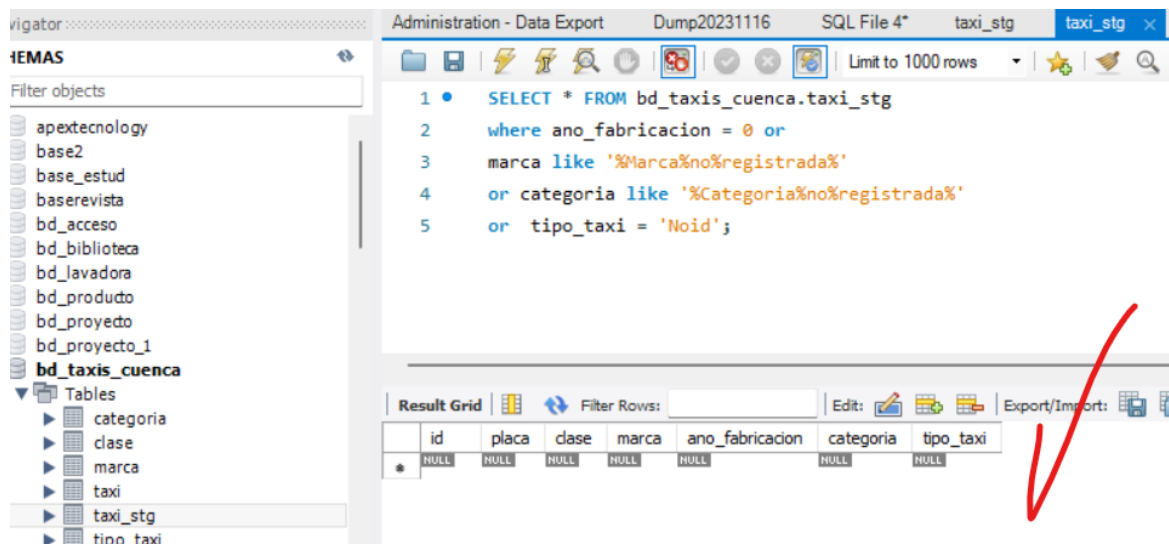 vigator
Administration - Data Export
Dump20231116
SQL File 4*
taxi_stg
taxi_stg
HEMAS
Filter objects
Limit to 1000 rows
apextecnology
base2
base_estud
baserevista
bd_acceso
bd_biblioteca
bd_lavadora
bd_producto
bd_proyecto
bd_proyecto_1
bd_taxis_cuenca
Tables
categoria
clase
marca
taxi
taxi_stg
tipo_taxi
1 SELECT * FROM bd_taxis_cuenca.taxi_stg
2 where ano_fabricacion = 0 or
3 marca like '%Marca%no%registrada%'
4 or categoria like '%Categoria%no%registrada%'
5 or tipo_taxi = 'Noid';
Result Grid Filter Rows: Edit: Export/Import:
id placa clase marca ano_fabricacion categoria tipo_taxi
* NULL NULL NULL NULL NULL NULL NULL